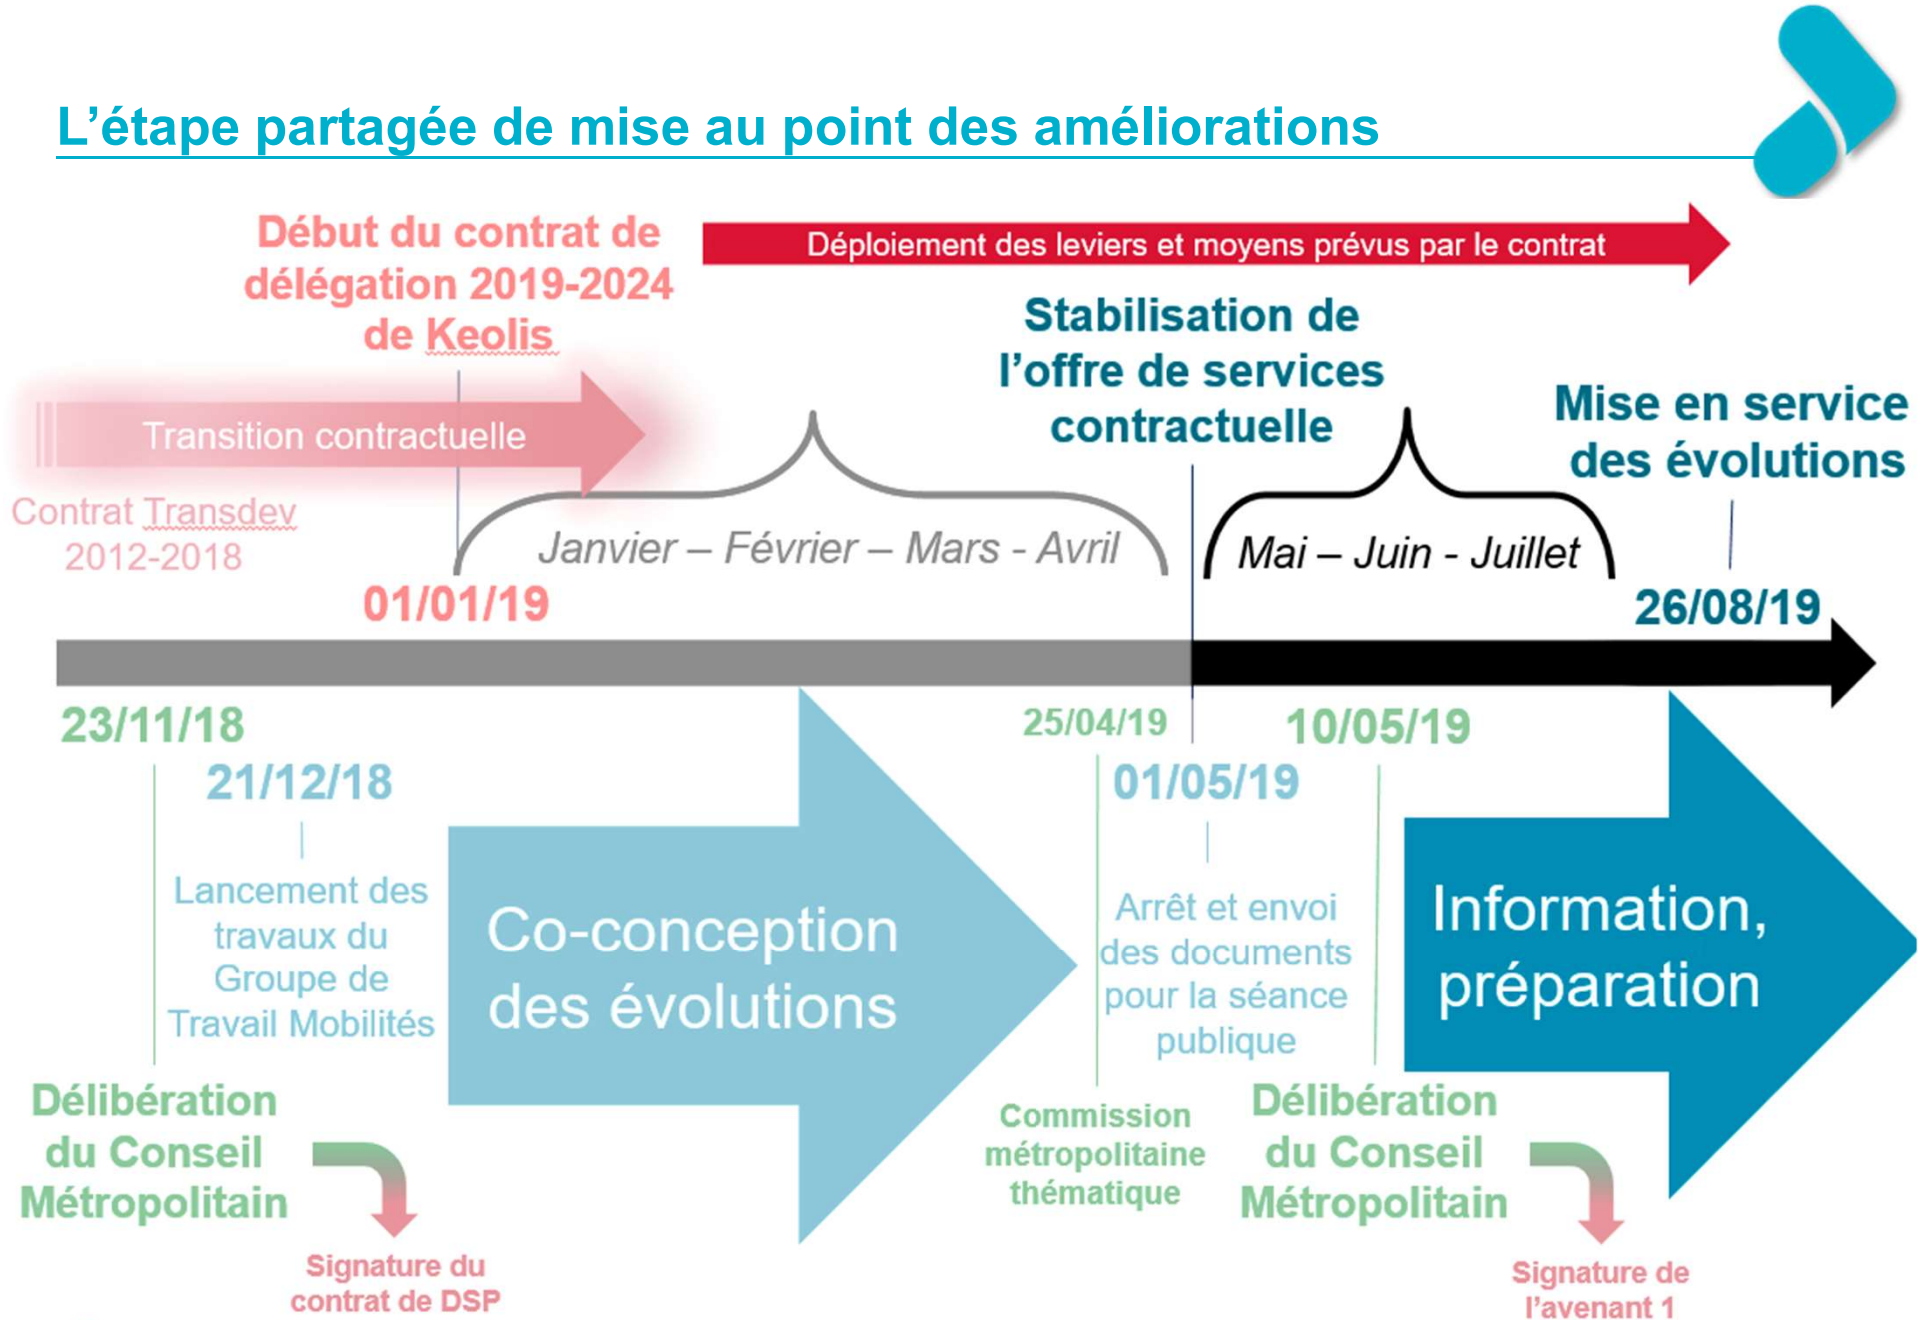 L’étape partagée de mise au point des améliorations
Début du contrat de
délégation 2019-2024
de Keolis
Déploiement des leviers et moyens prévus par le contrat
Stabilisation de
l’offre de services
contractuelle
Mise en service
des évolutions
Transition contractuelle
Contrat Transdev
2012-2018
Janvier – Février – Mars - Avril
Mai – Juin - Juillet
01/01/19
26/08/19
23/11/18
21/12/18
25/04/19
01/05/19
10/05/19
Lancement des
travaux du
Groupe de
Travail Mobilités
Co-conception
des évolutions
Arrêt et envoi
des documents
pour la séance
publique
Information,
préparation
Délibération
du Conseil
Métropolitain
Commission
métropolitaine
thématique
Délibération
du Conseil
Métropolitain
Signature du
contrat de DSP
Signature de
l’avenant 1